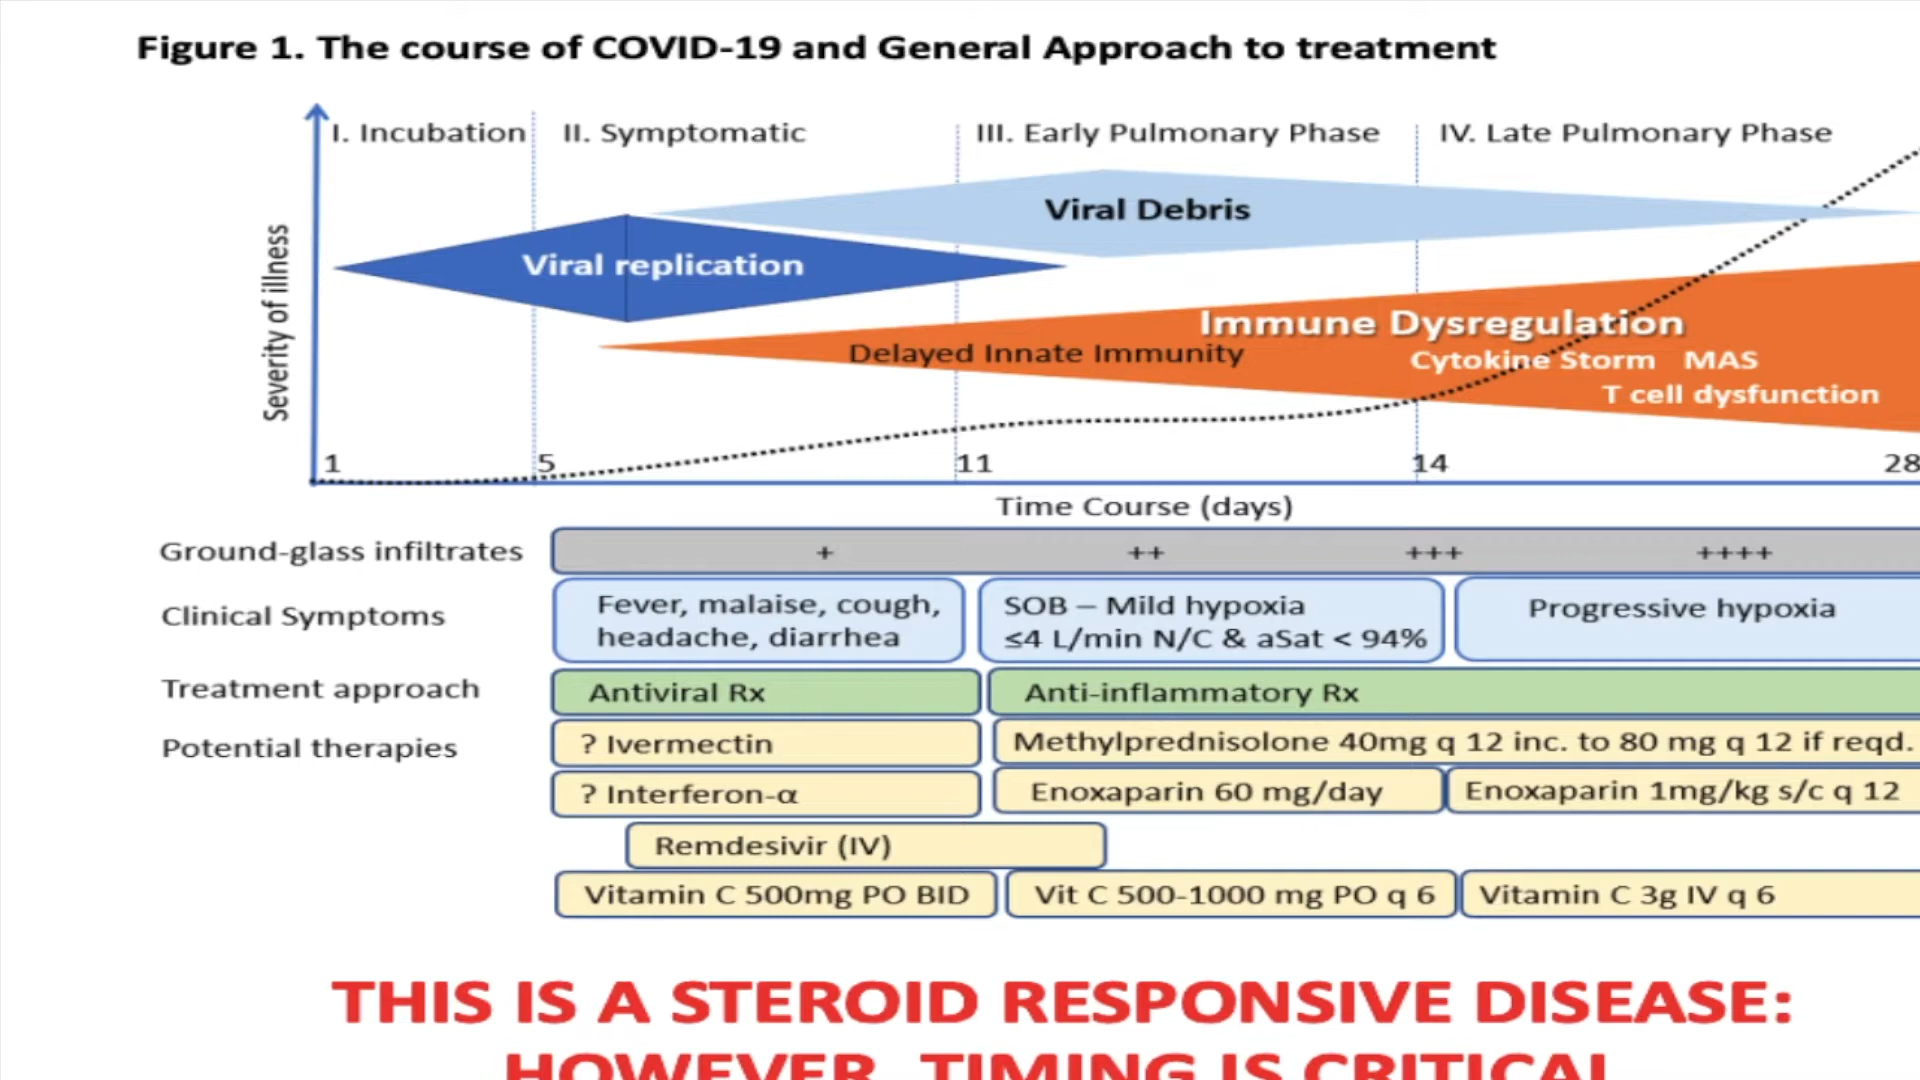 Figure 1. The course of COVID-19 and General Approach to treatment
I. Incubation
II. Symptomatic
III. Early Pulmonary Phase
IV. Late Pulmonary Phase
Severity of illness
Viral Debris
Viral replication
Immune Dysregulation
Delayed Innate Immunity
Cytokine Storm MAS
T cell dysfunction
1
5
11
14
28
Time Course (days)
Ground-glass infiltrates
+
++
+++
++++
Clinical Symptoms
Fever, malaise, cough,
headache, diarrhea
SOB – Mild hypoxia
≤4 L/min N/C & aSat < 94%
Progressive hypoxia
Treatment approach
Antiviral Rx
Anti-inflammatory Rx
Potential therapies
? Ivermectin
Methylprednisolone 40mg q 12 inc. to 80 mg q 12 if reqd.
? Interferon-α
Enoxaparin 60 mg/day
Enoxaparin 1mg/kg s/c q 12
Remdesivir (IV)
Vitamin C 500mg PO BID
Vit C 500-1000 mg PO q 6
Vitamin C 3g IV q 6
THIS IS A STEROID RESPONSIVE DISEASE:
HOWEVER, TIMING IS CRITICAL